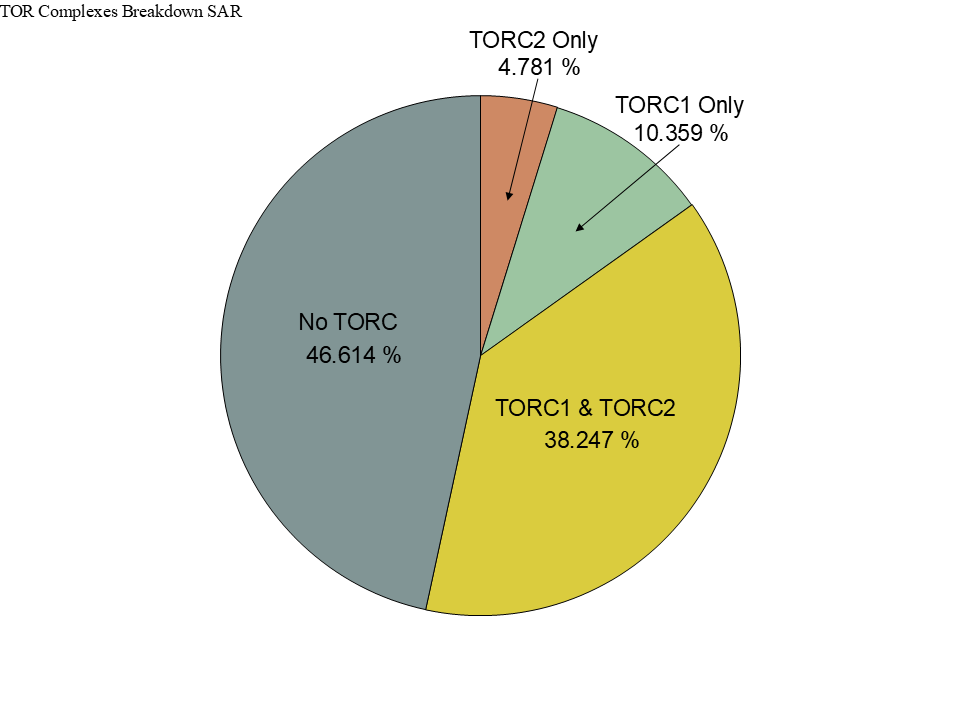 TOR Complexes Breakdown SAR
TORC2 Only
4.781 %
TORC1 Only
10.359 %
No TORC
46.614 %
TORC1 & TORC2
38.247 %